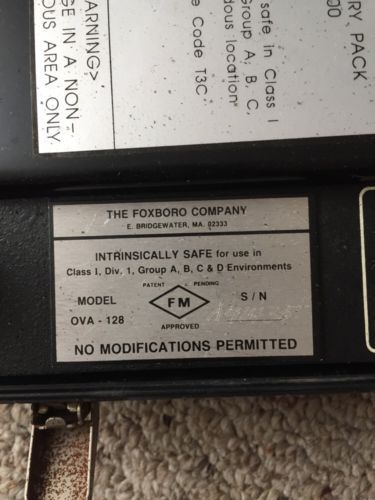 WARNING>
GE IN A NON-
OUS AREA ONLY
safe in Class I
Group A, B, C,
dous location
e Code T3C
RY, PACK
00
THE FOXBORO COMPANY
E. BRIDGEWATER, MA. 02333
INTRINSICALLY SAFE for use in
Class I, Div. 1, Group A, B, C & D Environments
PATENT PENDING
MODEL FM S / N
OVA - 128
APPROVED
NO MODIFICATIONS PERMITTED